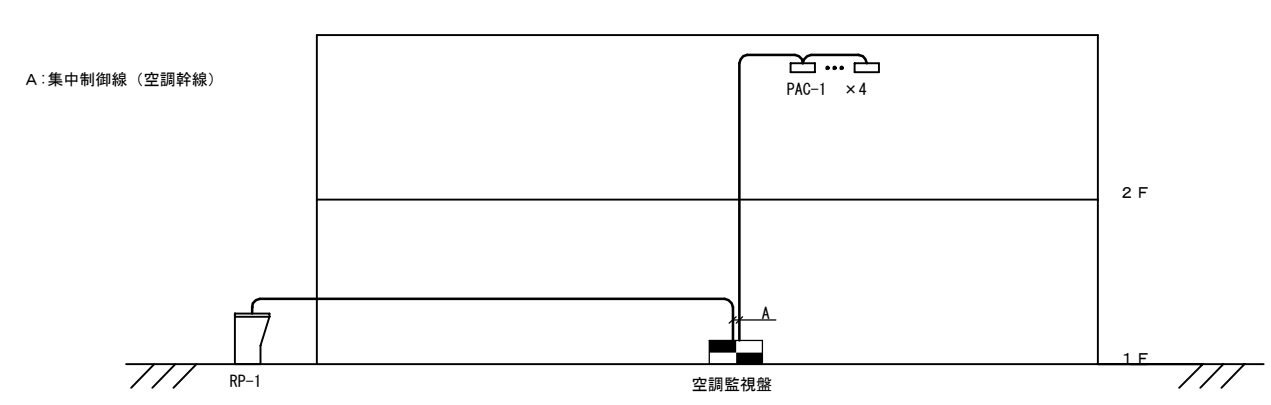 A:集中制御線（空調幹線）
PAC-1 ×4
２Ｆ
A
１Ｆ
RP-1
空調監視盤